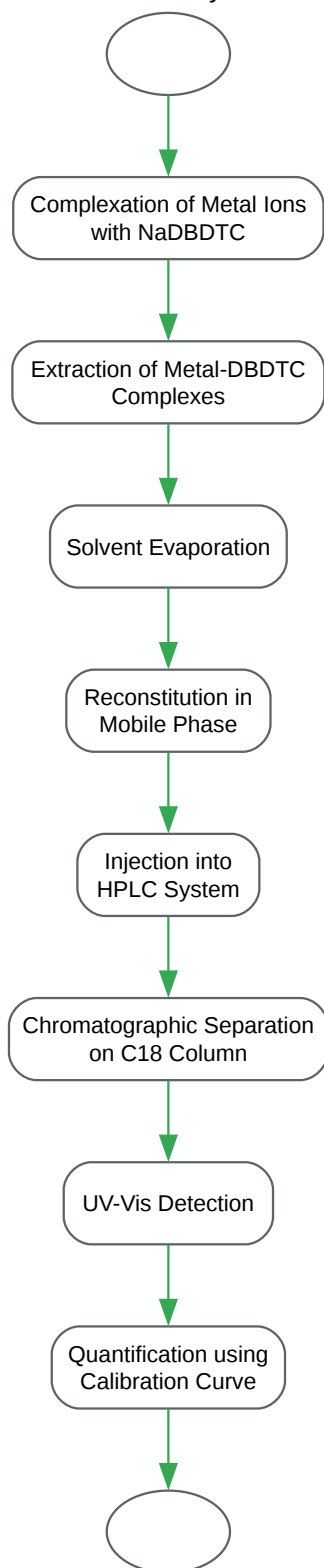 Complexation of Metal Ions
with NaDBDTC
Extraction of Metal-DBDTC
Complexes
Solvent Evaporation
Reconstitution in
Mobile Phase
Injection into
HPLC System
Chromatographic Separation
on C18 Column
UV-Vis Detection
Quantification using
Calibration Curve